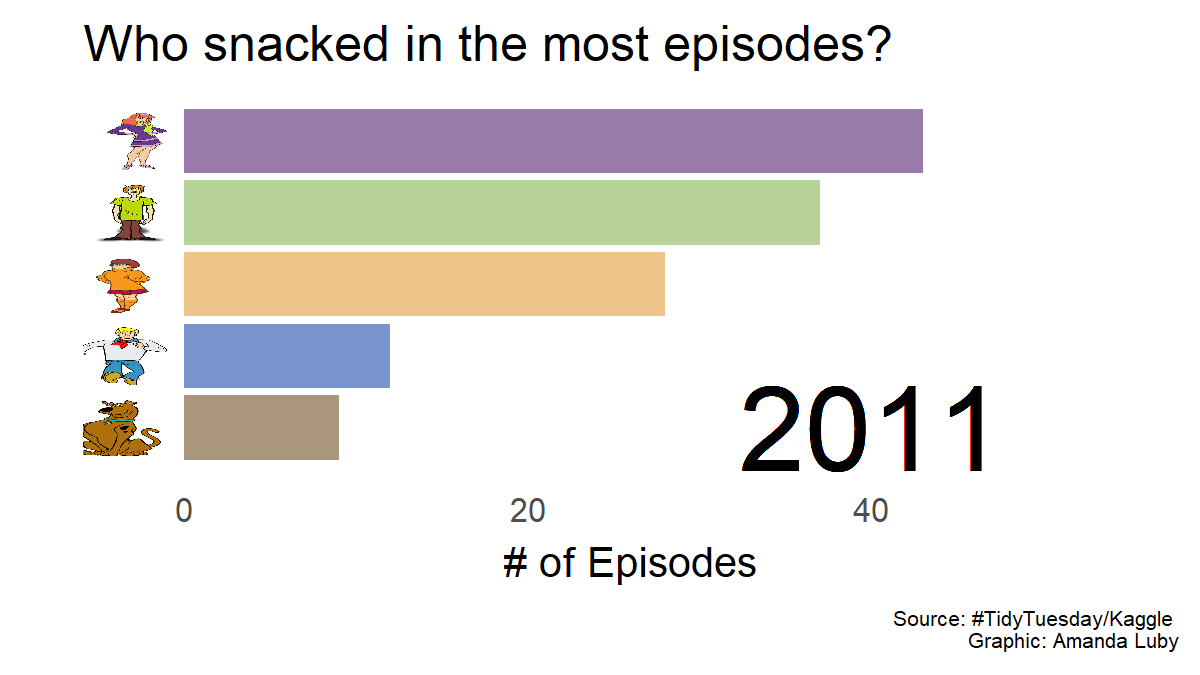 Who snacked in the most episodes?
2011
0 20 40
# of Episodes
Source: #TidyTuesday/Kaggle
Graphic: Amanda Luby